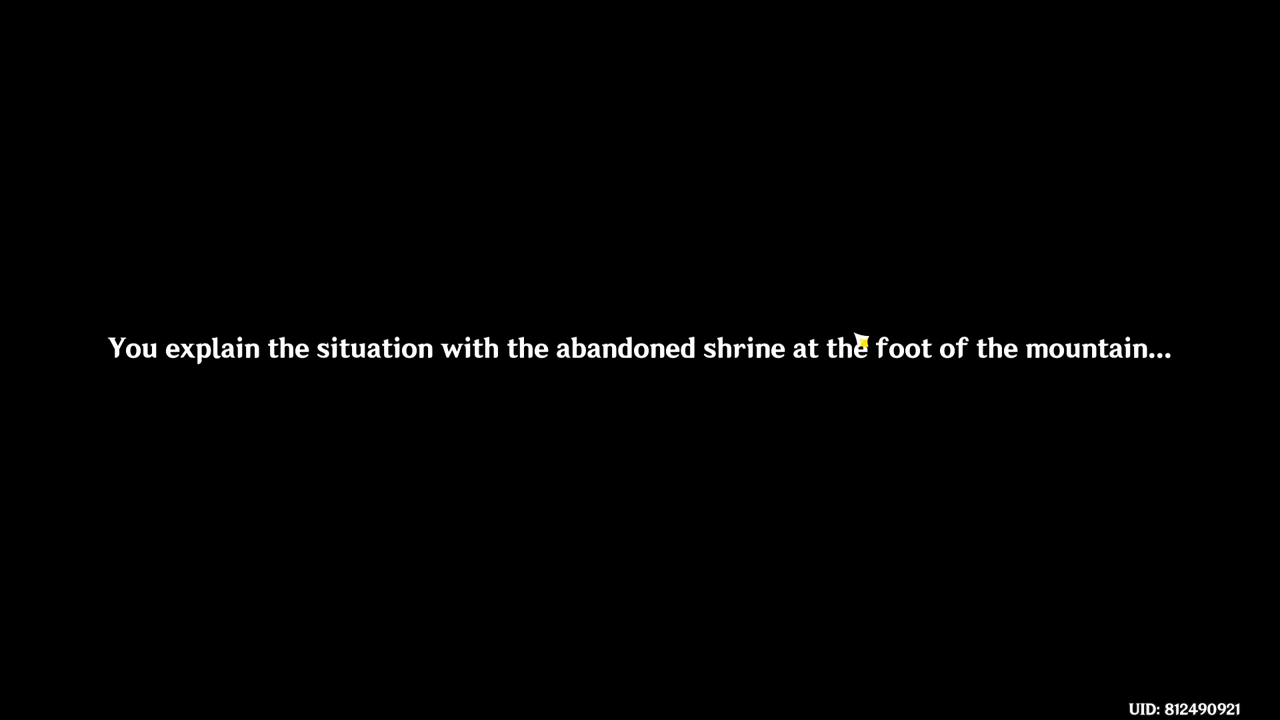 You explain the situation with the abandoned shrine at the foot of the mountain...
UID: 812490921